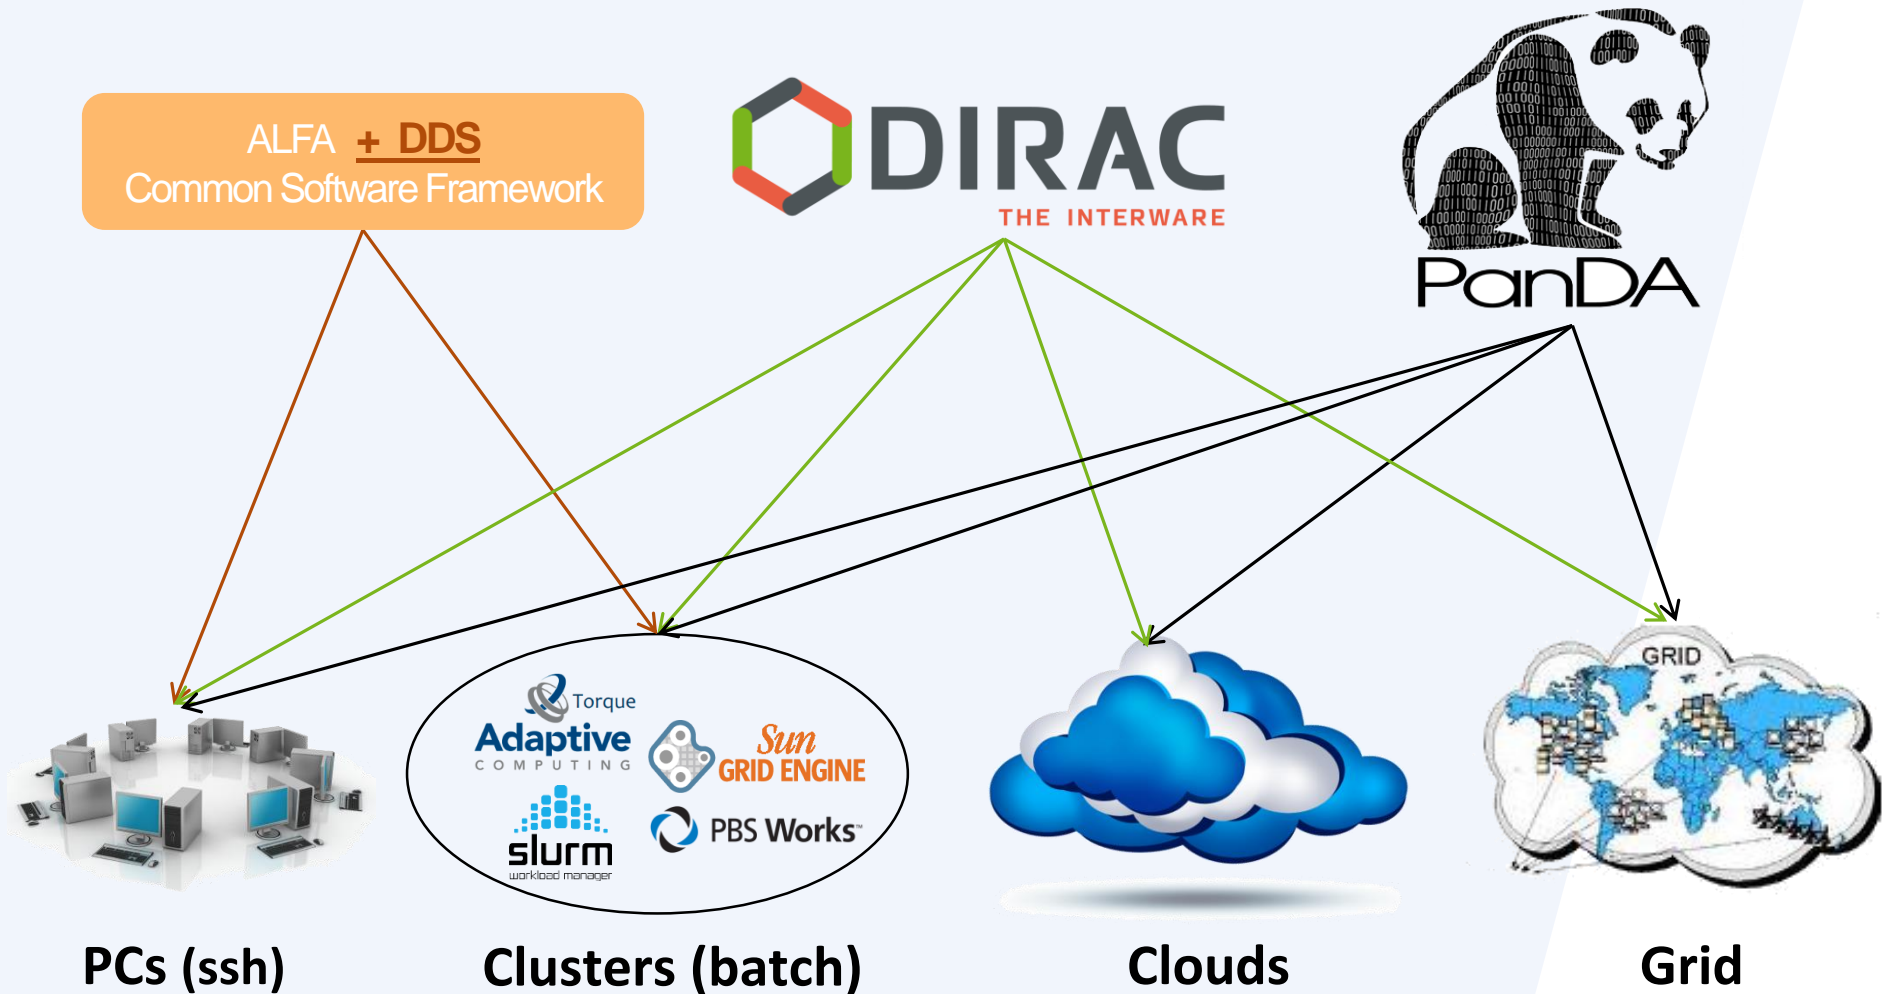 ALFA + DDS
Common Software Framework
DIRAC
THE INTERWARE
PanDA
Torque
Adaptive
COMPUTING
Sun
GRID ENGINE
slurm
workload manager
PBS Works™
GRID
PCs (ssh)
Clusters (batch)
Clouds
Grid